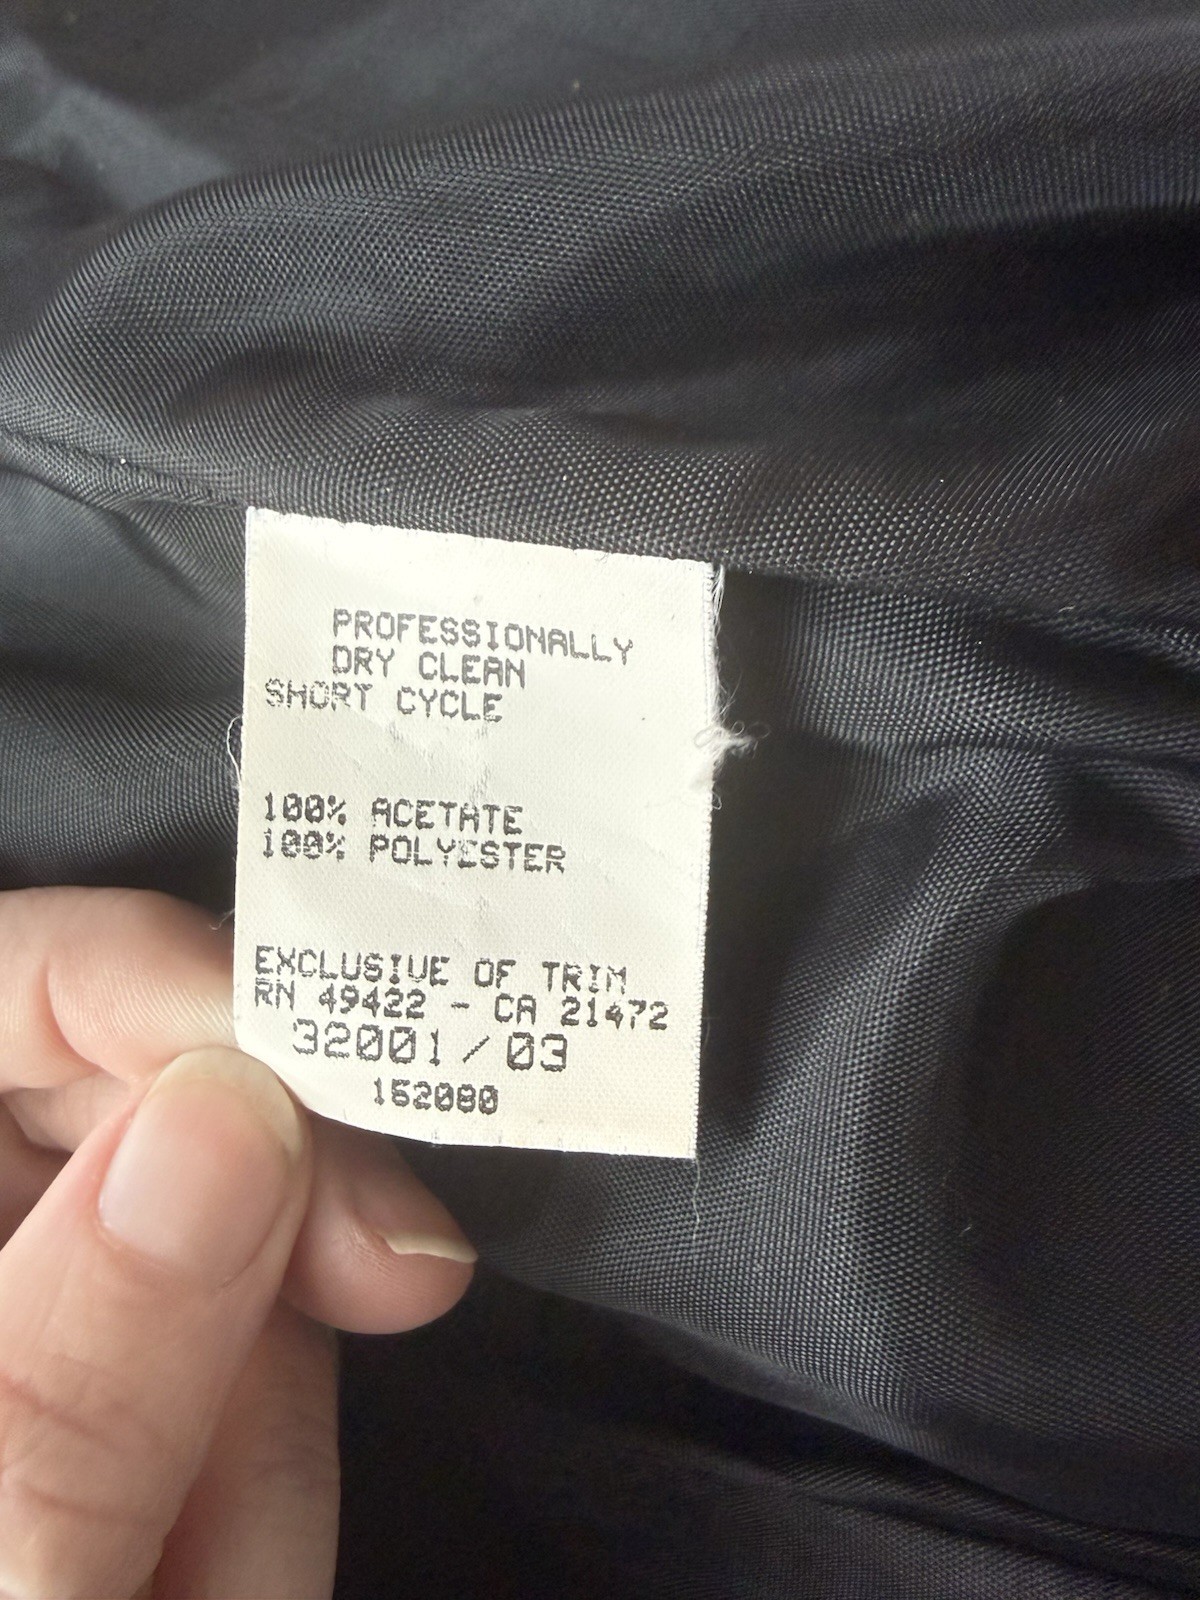 PROFESSIONALLY
DRY CLEAN
SHORT CYCLE
100% ACETATE
100% POLYESTER
EXCLUSIVE OF TRIM
RN 49422 - CA 21472
32001/03
152080